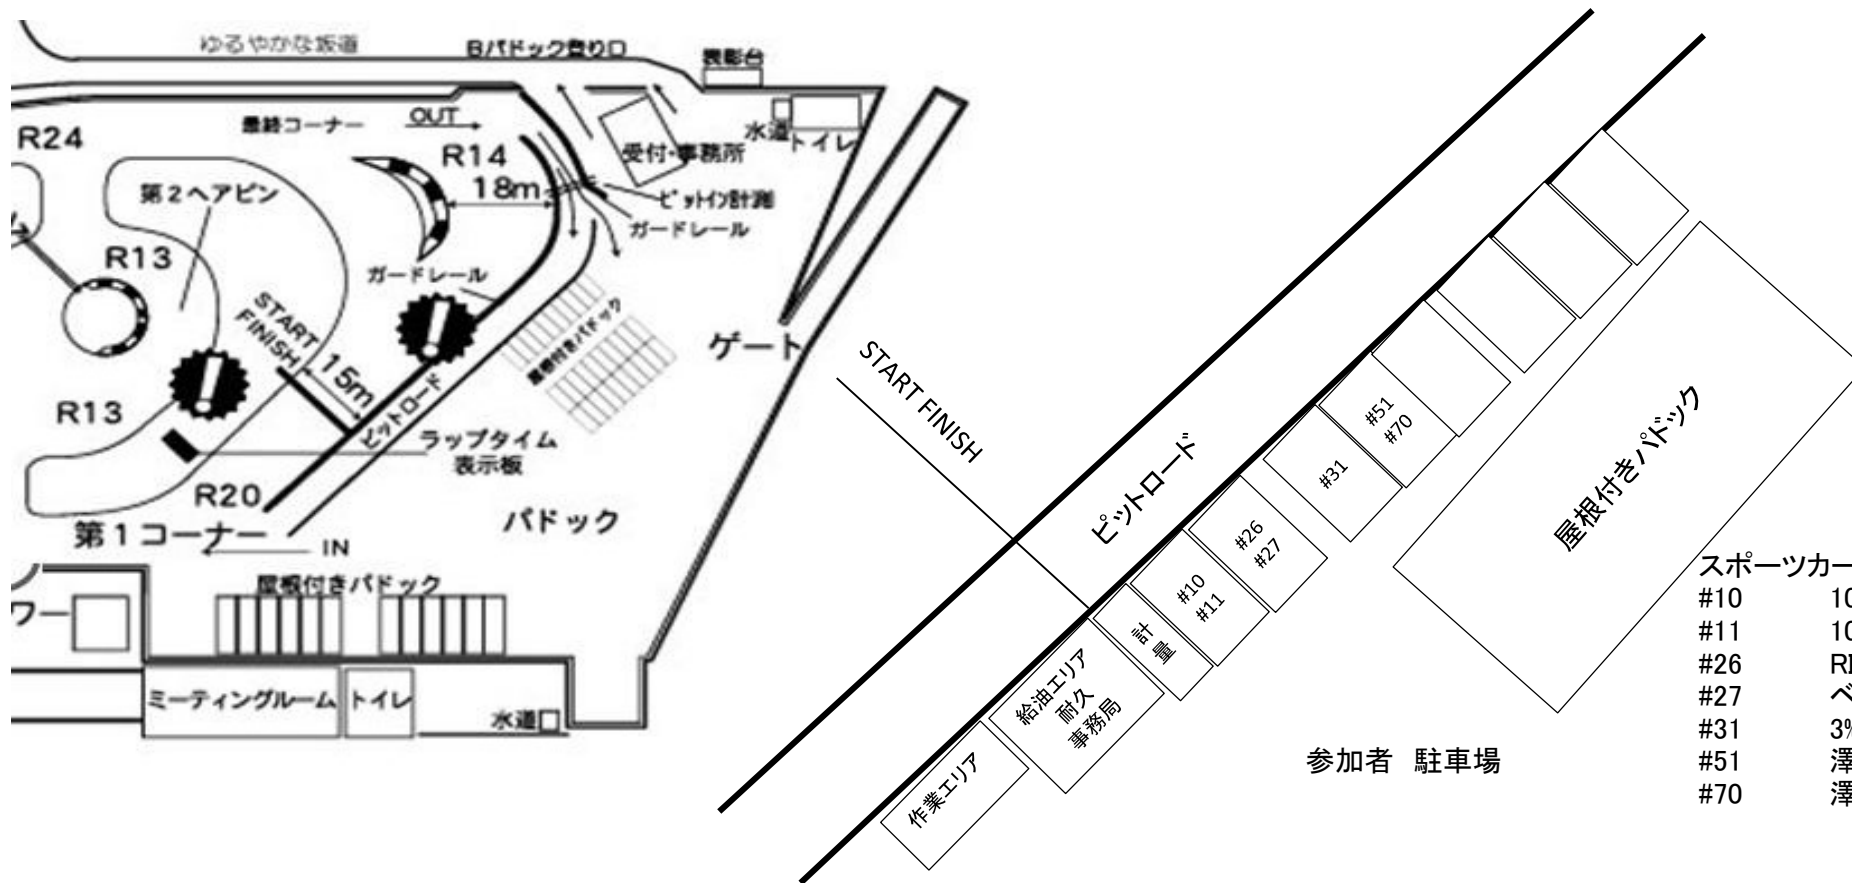 ゆるやかな坂道
Bパドック登り口
表彰台
R24
最終コーナー
OUT
R14
18m
受付・事務所
水道
トイレ
ピットイン計測
ガードレール
第2ヘアピン
R13
ガードレール
START
FINISH
15m
屋根付きパドック
ゲート
R13
ピットロード
ラップタイム
表示板
R20
第1コーナー
IN
パドック
屋根付きパドック
ワー
ミーティングルーム
トイレ
水道
START FINISH
ピットロード
#51
#70
#31
#26
#27
#10
#11
計
量
給油エリア
耐久
事務局
作業エリア
屋根付きパドック
参加者 駐車場
スポーツカー
#10 10
#11 10
#26
#27 ベ
#31 3%
#51 澤
#70 澤